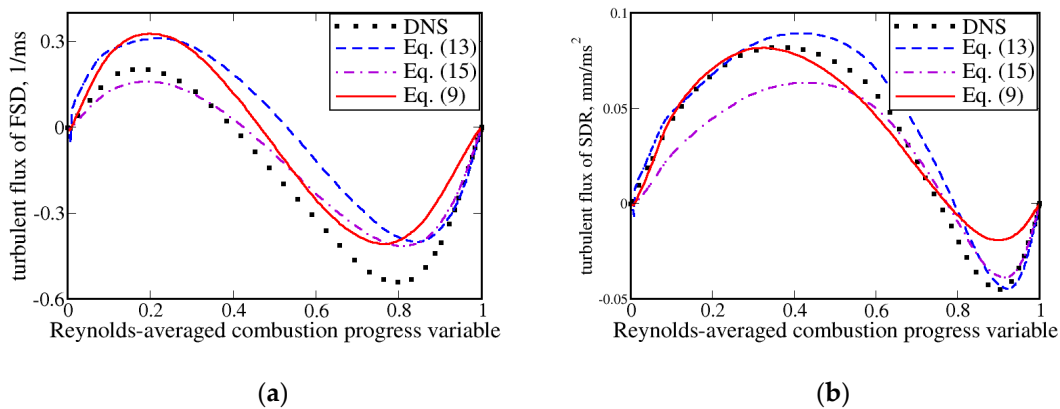 DNS
Eq. (13)
Eq. (15)
Eq. (9)
0.3
0
-0.3
-0.6
turbulent flux of FSD, 1/ms
0 0.2 0.4 0.6 0.8 1
Reynolds-averaged combustion progress variable
(a)
DNS
Eq. (13)
Eq. (15)
Eq. (9)
0.1
0.05
0
-0.05
turbulent flux of SDR, mm/ms²
0 0.2 0.4 0.6 0.8 1
Reynolds-averaged combustion progress variable
(b)